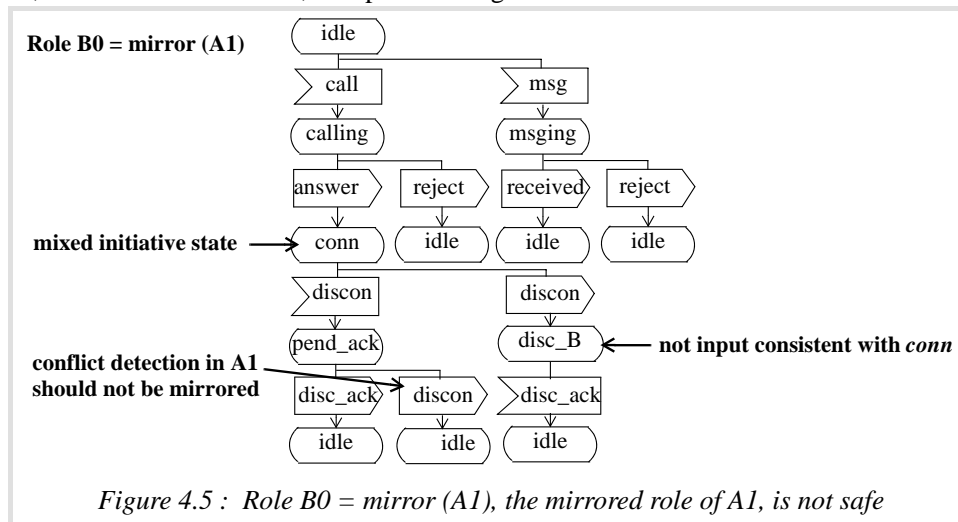 idle
Role B0 = mirror (A1)
call msg
calling msging
answer reject received reject
mixed initiative state conn idle idle idle
discon discon
pend_ack disc_B not input consistent with conn
conflict detection in A1
should not be mirrored
disc_ack discon disc_ack
idle idle idle
Figure 4.5 : Role B0 = mirror (A1), the mirrored role of A1, is not safe